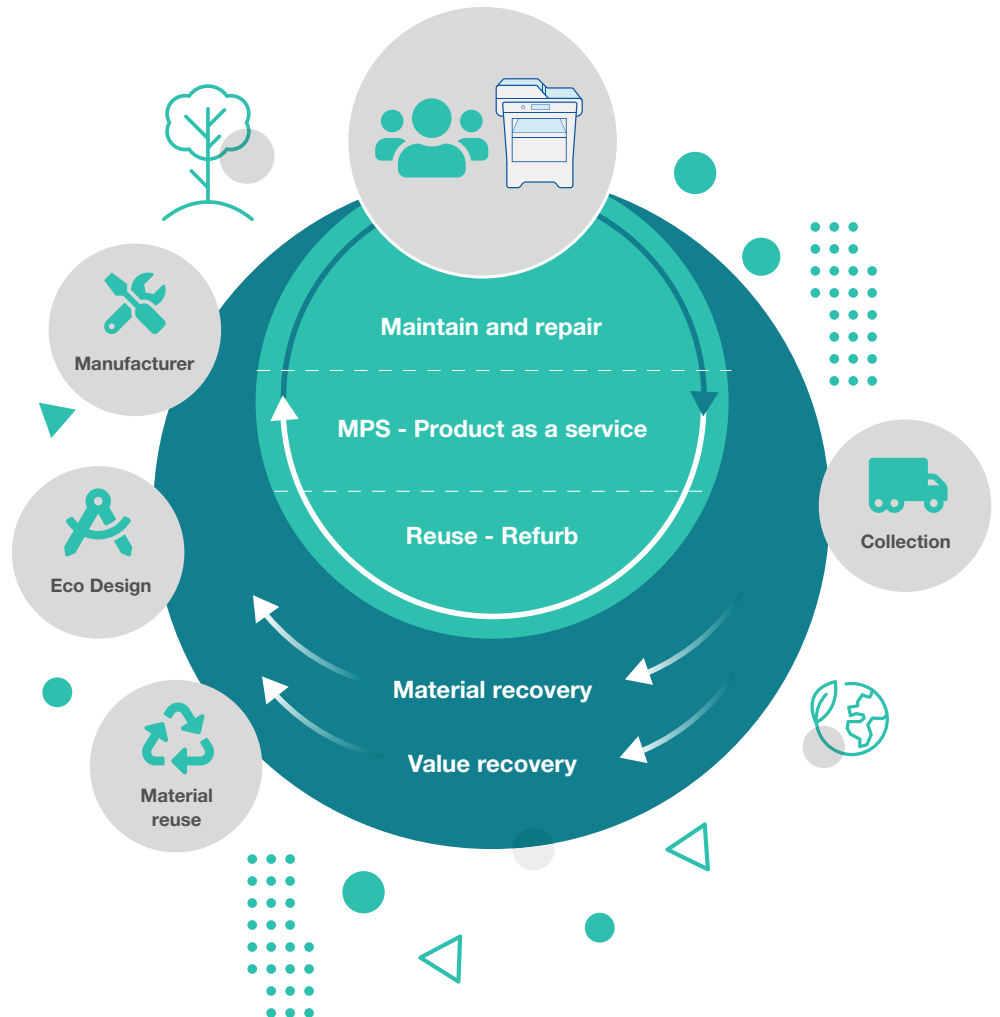 Maintain and repair
Manufacturer
MPS - Product as a service
Reuse - Refurb
Collection
Eco Design
Material recovery
Value recovery
Material
reuse